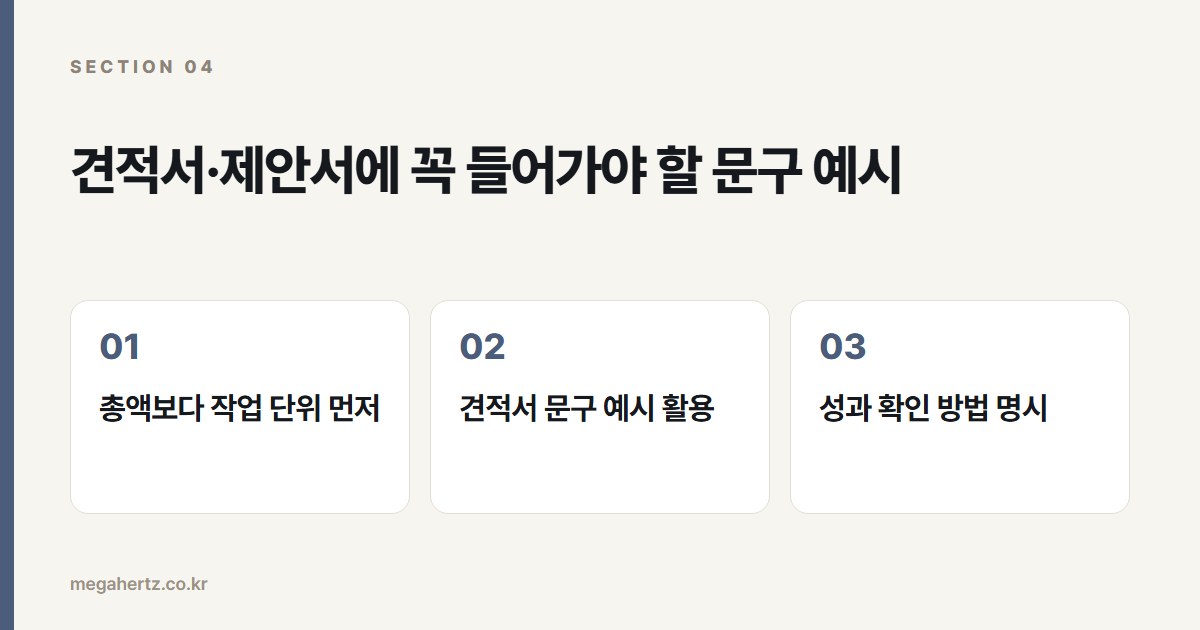 SECTION 04
견적서·제안서에 꼭 들어가야 할 문구 예시
01
총액보다 작업 단위 먼저
02
견적서 문구 예시 활용
03
성과 확인 방법 명시
megahertz.co.kr